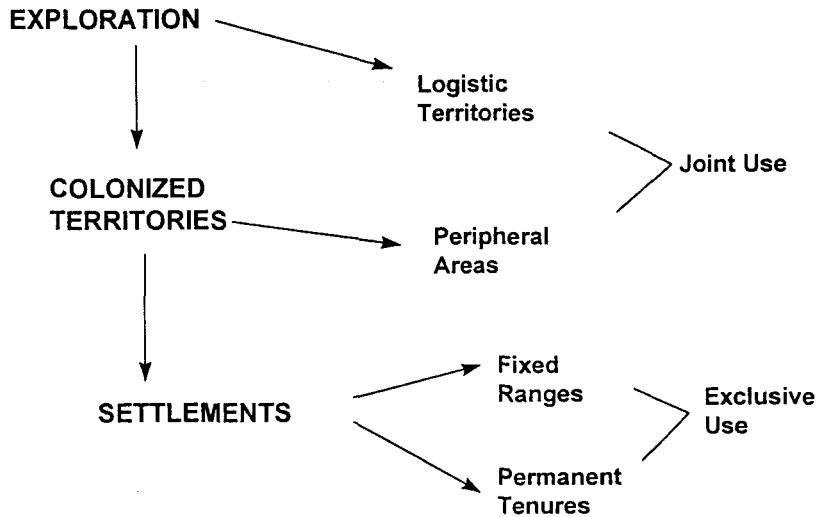 EXPLORATION
Logistic
Territories
Joint Use
COLONIZED
TERRITORIES
Peripheral
Areas
Fixed
Ranges
Exclusive
Use
SETTLEMENTS
Permanent
Tenures